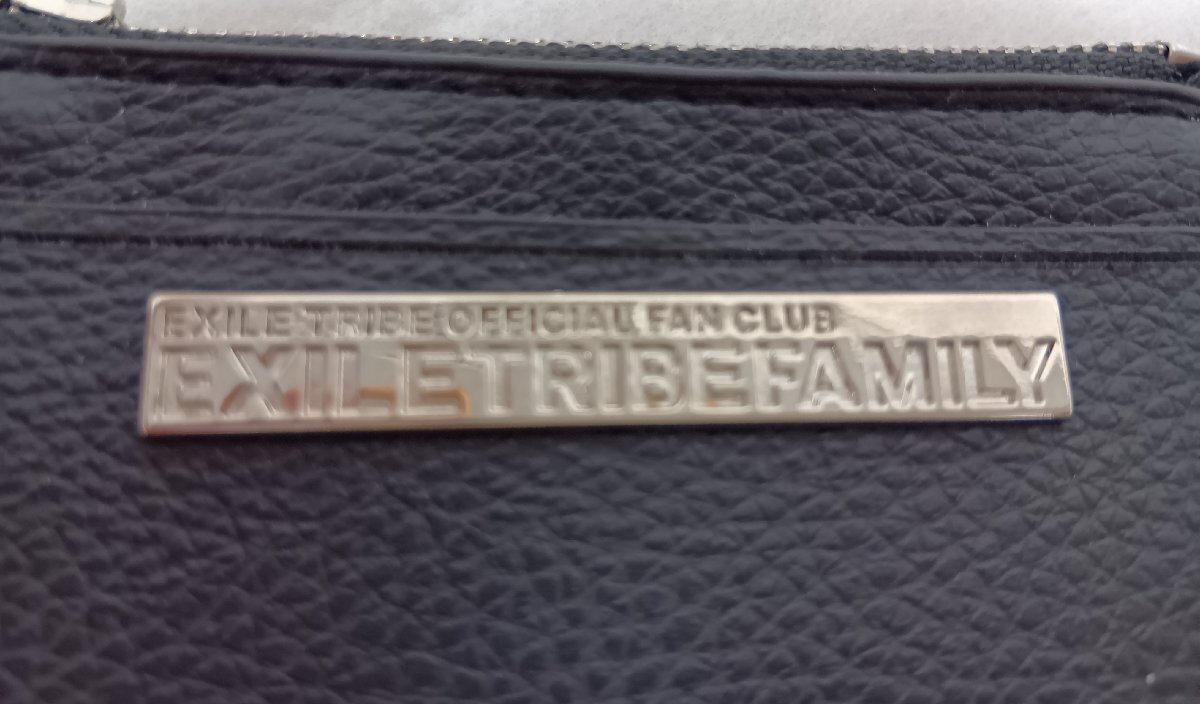 EXILE TRIBE OFFICIAL FAN CLUB
EXILE TRIBE FAMILY